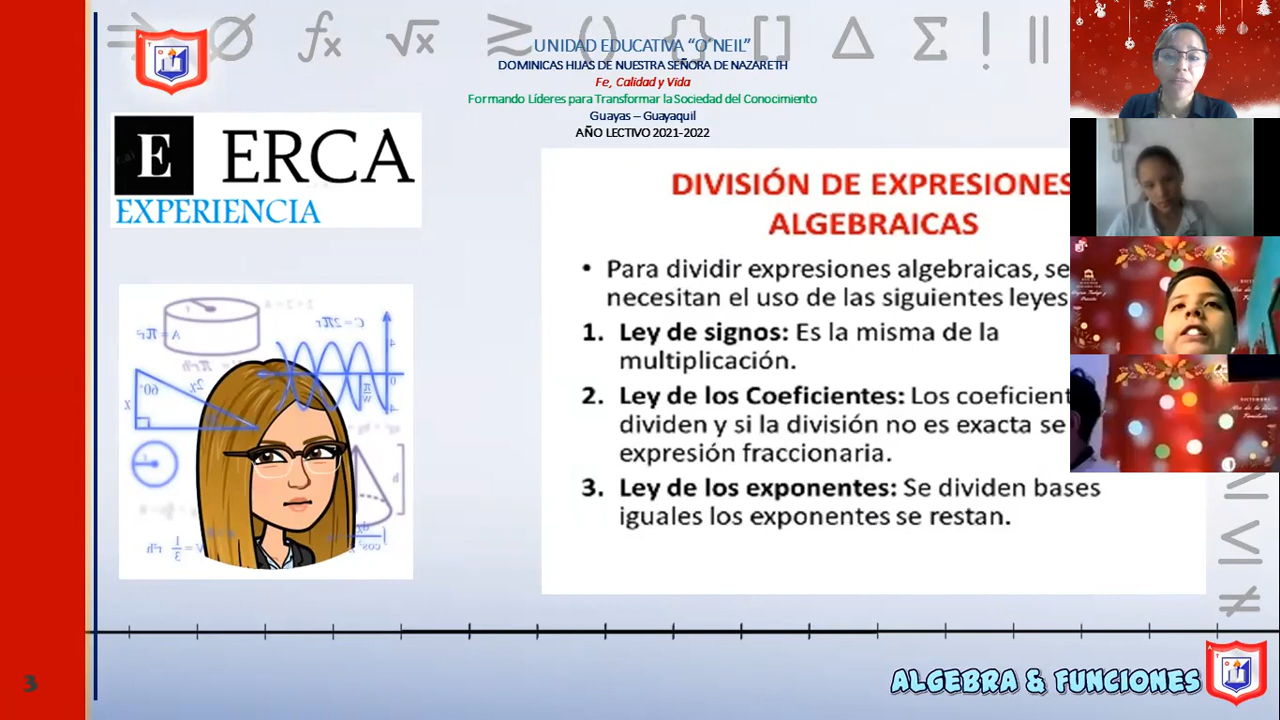 UNIDAD EDUCATIVA “O´NEIL”
DOMINICAS HIJAS DE NUESTRA SEÑORA DE NAZARETH
Fe, Calidad y Vida
Formando Líderes para Transformar la Sociedad del Conocimiento
Guayas – Guayaquil
AÑO LECTIVO 2021-2022
E ERCA
EXPERIENCIA
DIVISIÓN DE EXPRESIONES
ALGEBRAICAS
• Para dividir expresiones algebraicas, se
necesitan el uso de las siguientes leyes
1. Ley de signos: Es la misma de la
multiplicación.
2. Ley de los Coeficientes: Los coeficient
dividen y si la división no es exacta se
expresión fraccionaria.
3. Ley de los exponentes: Se dividen bases
iguales los exponentes se restan.
3
ALGEBRA & FUNCIONES